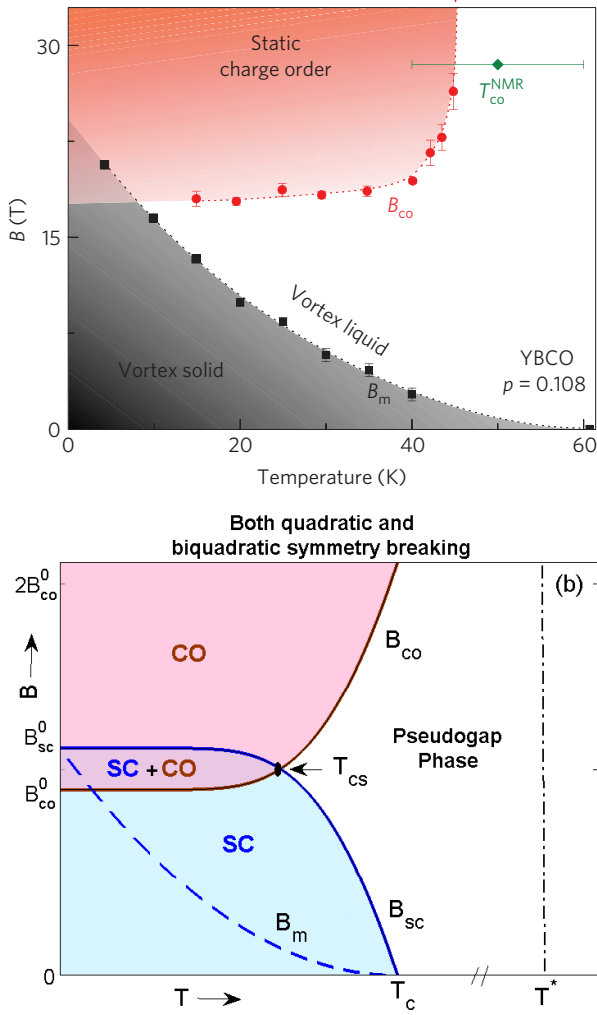 33
Static
charge order
T_co^NMR
B_co
15
B (T)
Vortex liquid
YBCO
p = 0.108
Vortex solid
B_m
0
0 20 40 60
Temperature (K)
Both quadratic and
biquadratic symmetry breaking
2B_co^0
(b)
B_co
CO
B →
B_sc^0
Pseudogap
Phase
SC + CO
← T_cs
B_co^0
SC
B_sc
B_m
0
T → T_c // T^*